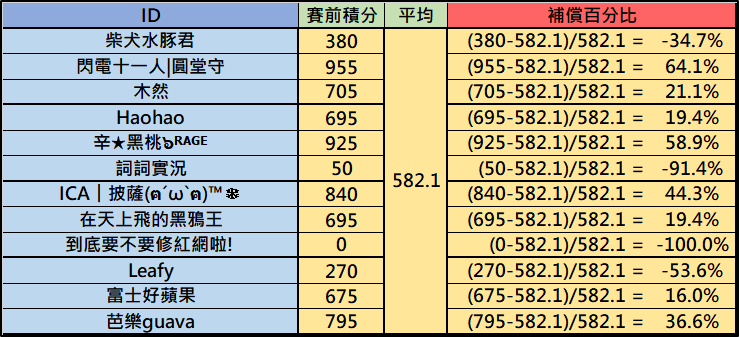 ID 賽前積分 平均 補償百分比
柴犬水豚君 380 (380-582.1)/582.1 = -34.7%
閃電十一人|圓堂守 955 (955-582.1)/582.1 = 64.1%
木然 705 (705-582.1)/582.1 = 21.1%
Haohao 695 (695-582.1)/582.1 = 19.4%
辛★黑桃๖ᴿᴬᴳᴱ 925 (925-582.1)/582.1 = 58.9%
詞詞實況 50 (50-582.1)/582.1 = -91.4%
582.1
ICA｜披薩(ฅ´ω`ฅ)™❄ 840 (840-582.1)/582.1 = 44.3%
在天上飛的黑鴉王 695 (695-582.1)/582.1 = 19.4%
到底要不要修紅網啦! 0 (0-582.1)/582.1 = -100.0%
Leafy 270 (270-582.1)/582.1 = -53.6%
富士好蘋果 675 (675-582.1)/582.1 = 16.0%
芭樂guava 795 (795-582.1)/582.1 = 36.6%